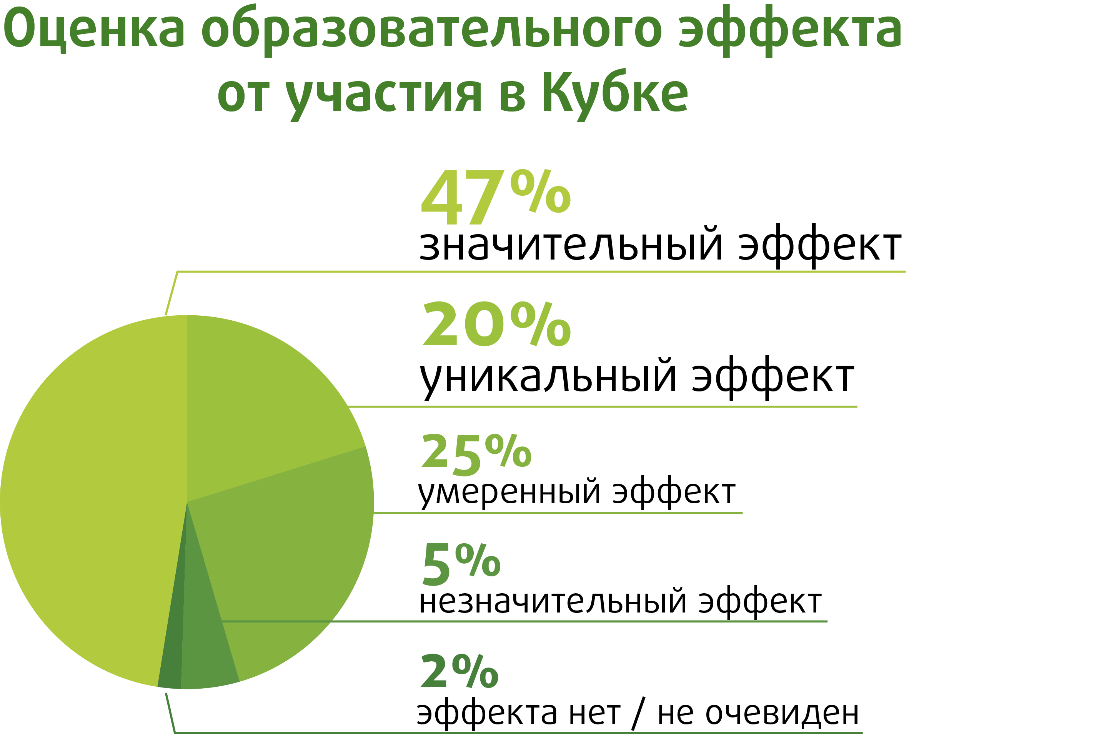 Оценка образовательного эффекта
от участия в Кубке
47%
значительный эффект
20%
уникальный эффект
25%
умеренный эффект
5%
незначительный эффект
2%
эффекта нет / не очевиден